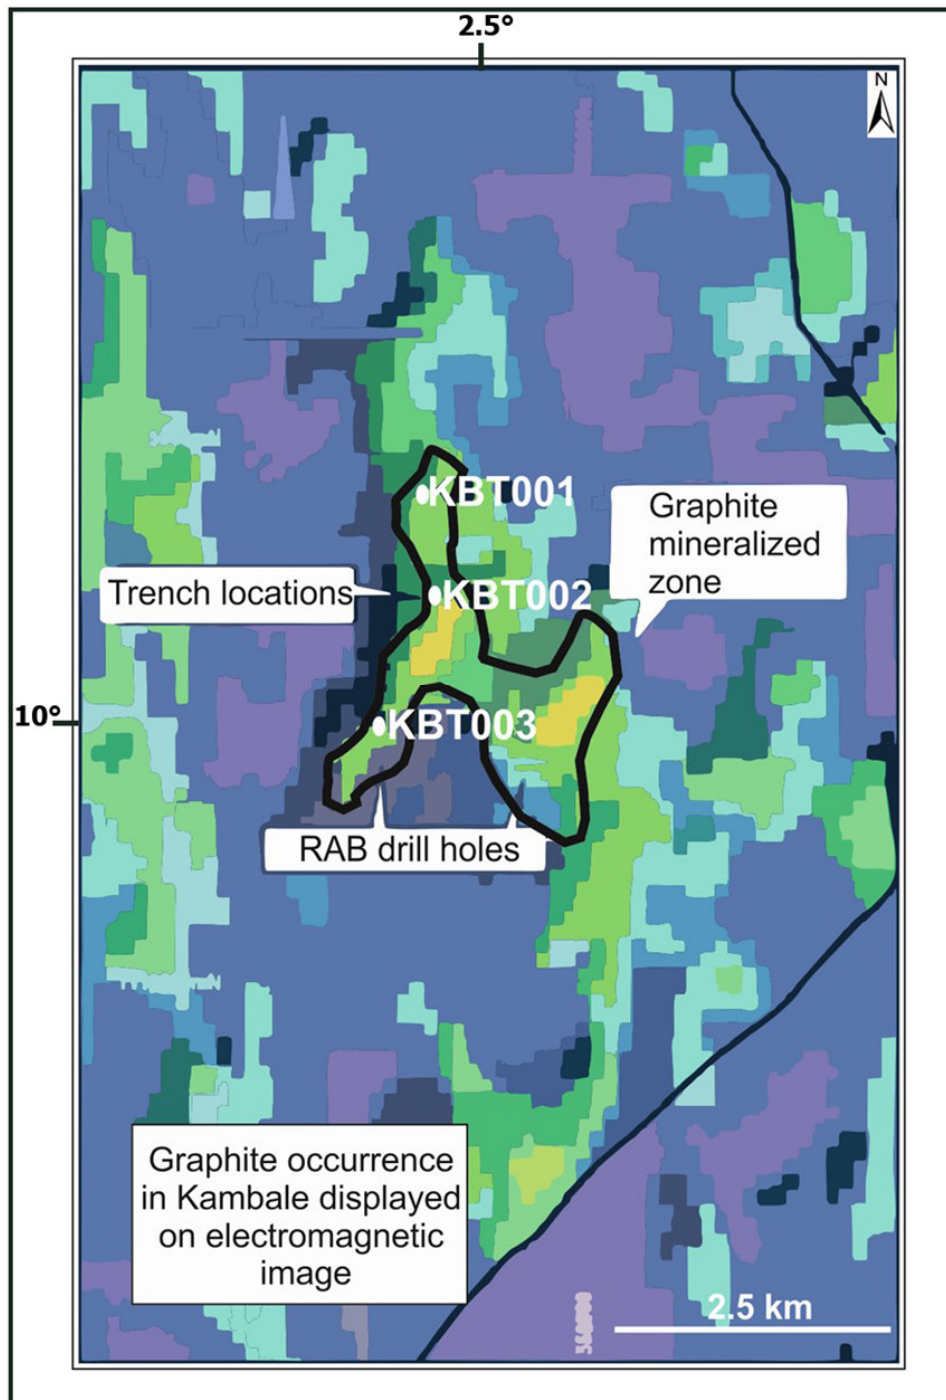 2.5°
N
KBT001
Graphite
mineralized
zone
Trench locations
KBT002
10°
KBT003
RAB drill holes
Graphite occurrence
in Kambale displayed
on electromagnetic
image
2.5 km